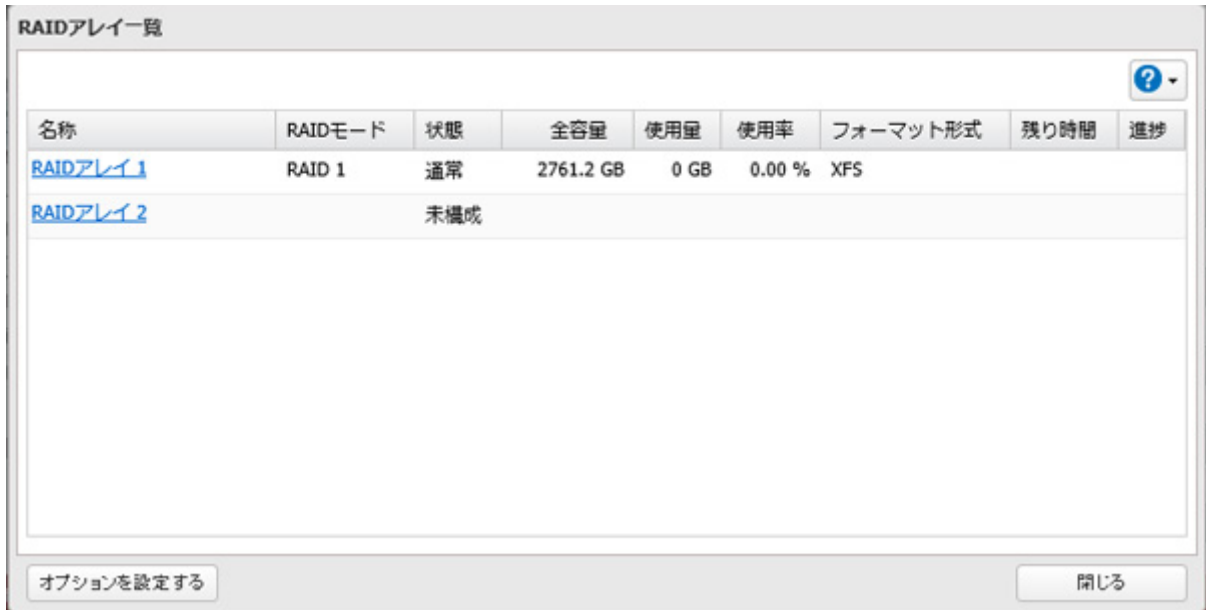 RAIDアレイ一覧
名称 RAIDモード 状態 全容量 使用量 使用率 フォーマット形式 残り時間 進捗
RAIDアレイ 1 RAID 1 通常 2761.2 GB 0 GB 0.00 % XFS
RAIDアレイ 2 未構成
オプションを設定する 閉じる